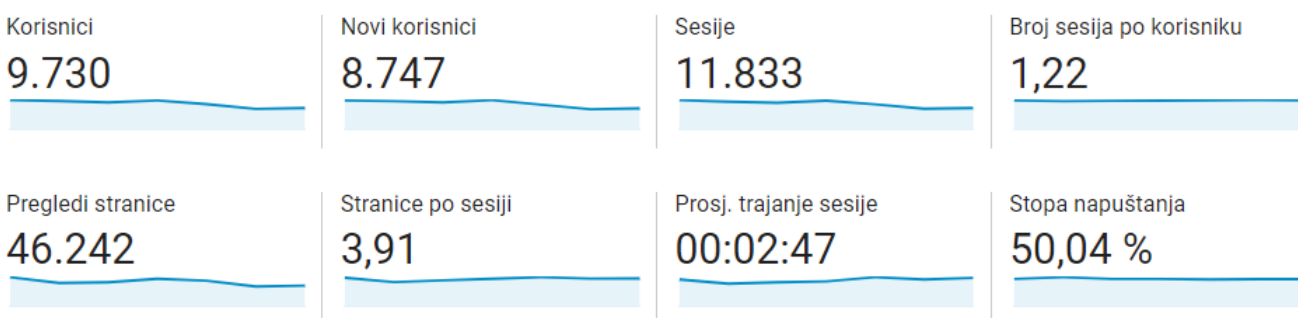 Korisnici
9.730
Novi korisnici
8.747
Sesije
11.833
Broj sesija po korisniku
1,22
Pregledi stranice
46.242
Stranice po sesiji
3,91
Prosj. trajanje sesije
00:02:47
Stopa napuštanja
50,04 %